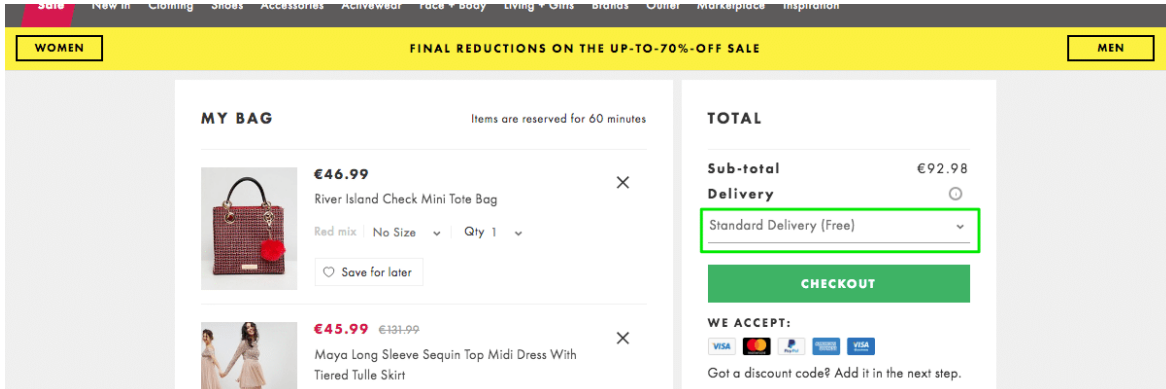 Sale New In Clothing Shoes Accessories Activewear Face + Body Living + Gifts Brands Outlet Marketplace Inspiration
WOMEN FINAL REDUCTIONS ON THE UP-TO-70%-OFF SALE MEN
MY BAG
Items are reserved for 60 minutes
€46.99
River Island Check Mini Tote Bag
Red mix No Size Qty 1
Save for later
€45.99 €131.99
Maya Long Sleeve Sequin Top Midi Dress With
Tiered Tulle Skirt
TOTAL
Sub-total €92.98
Delivery
Standard Delivery (Free)
CHECKOUT
WE ACCEPT:
VISA PayPal VISA
Got a discount code? Add it in the next step.